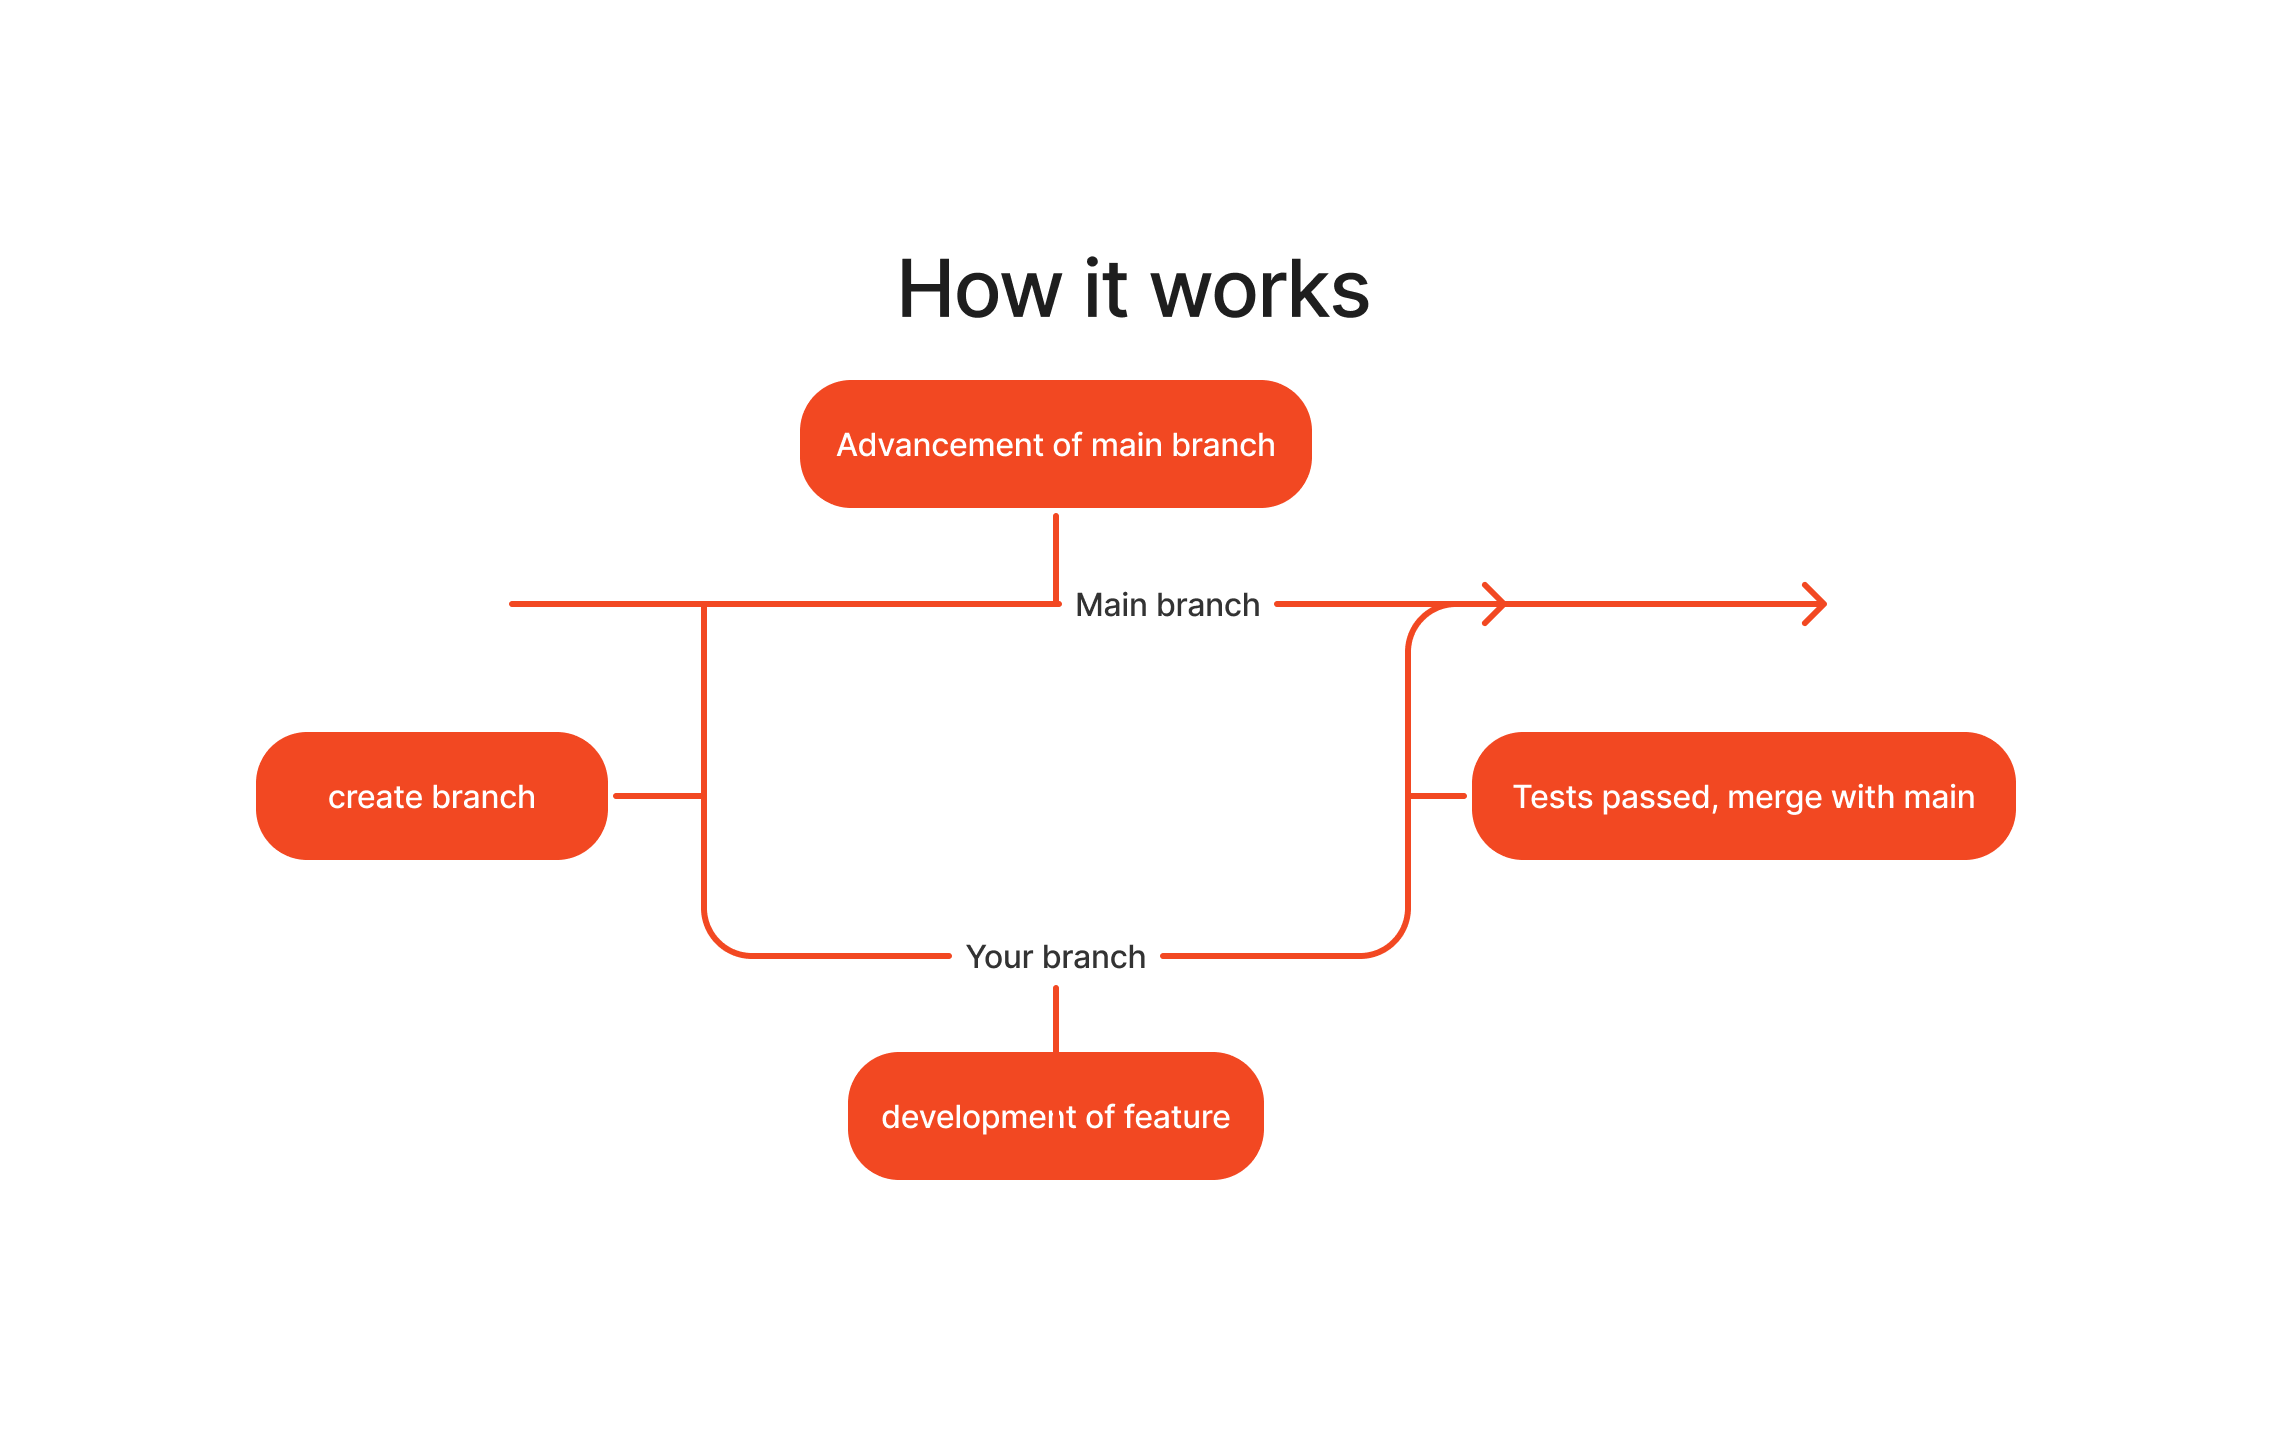 How it works
Advancement of main branch
Main branch
create branch
Tests passed, merge with main
Your branch
development of feature